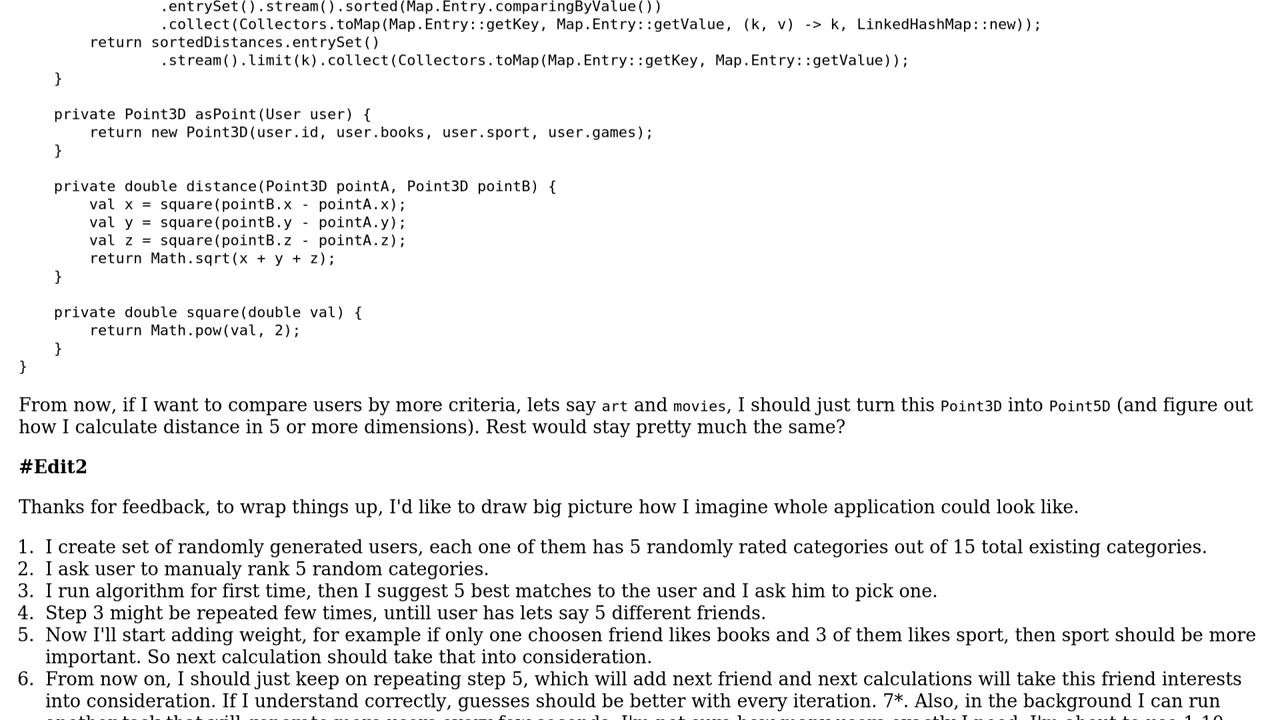 .entrySet().stream().sorted(Map.Entry.comparingByValue())
.collect(Collectors.toMap(Map.Entry::getKey, Map.Entry::getValue, (k, v) -> k, LinkedHashMap::new));
return sortedDistances.entrySet()
.stream().limit(k).collect(Collectors.toMap(Map.Entry::getKey, Map.Entry::getValue));
}
private Point3D asPoint(User user) {
return new Point3D(user.id, user.books, user.sport, user.games);
}
private double distance(Point3D pointA, Point3D pointB) {
val x = square(pointB.x - pointA.x);
val y = square(pointB.y - pointA.y);
val z = square(pointB.z - pointA.z);
return Math.sqrt(x + y + z);
}
private double square(double val) {
return Math.pow(val, 2);
}
}
From now, if I want to compare users by more criteria, lets say art and movies, I should just turn this Point3D into Point5D (and figure out
how I calculate distance in 5 or more dimensions). Rest would stay pretty much the same?
#Edit2
Thanks for feedback, to wrap things up, I'd like to draw big picture how I imagine whole application could look like.
1. I create set of randomly generated users, each one of them has 5 randomly rated categories out of 15 total existing categories.
2. I ask user to manualy rank 5 random categories.
3. I run algorithm for first time, then I suggest 5 best matches to the user and I ask him to pick one.
4. Step 3 might be repeated few times, untill user has lets say 5 different friends.
5. Now I'll start adding weight, for example if only one choosen friend likes books and 3 of them likes sport, then sport should be more
important. So next calculation should take that into consideration.
6. From now on, I should just keep on repeating step 5, which will add next friend and next calculations will take this friend interests
into consideration. If I understand correctly, guesses should be better with every iteration. 7*. Also, in the background I can run